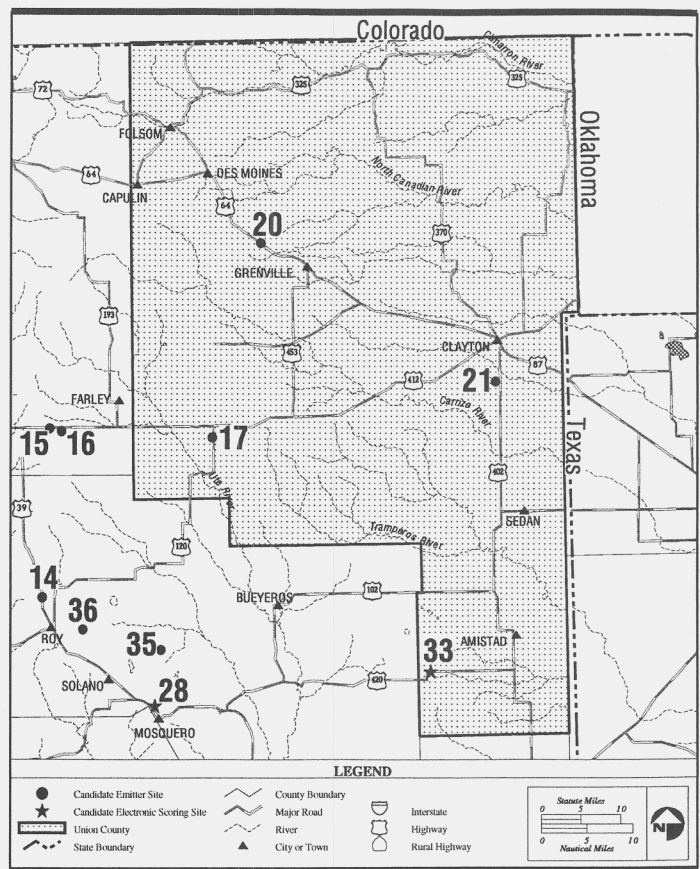 Colorado
Cimarron River
325
325
72
FOLSOM
Oklahoma
64
DES MOINES
CAPULIN
North Canadian River
64
20
370
GRENVILLE
193
453
CLAYTON
87
a
412
21
FARLEY
Carrizo River
15 16
17
Texas
402
Ute River
39
SEDAN
Tramperos River
120
14
BUEYEROS
102
36
ROY
35
33
AMISTAD
SOLANO
28
420
MOSQUERO
LEGEND
Candidate Emitter Site
Candidate Electronic Scoring Site
Union County
State Boundary
County Boundary
Major Road
River
City or Town
Interstate
Highway
Rural Highway
Statute Miles
0 5 10
0 5 10
Nautical Miles
N